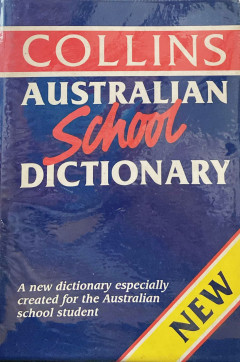 COLLINS
AUSTRALIAN
School
DICTIONARY
A new dictionary especially
created for the Australian
school student
NEW